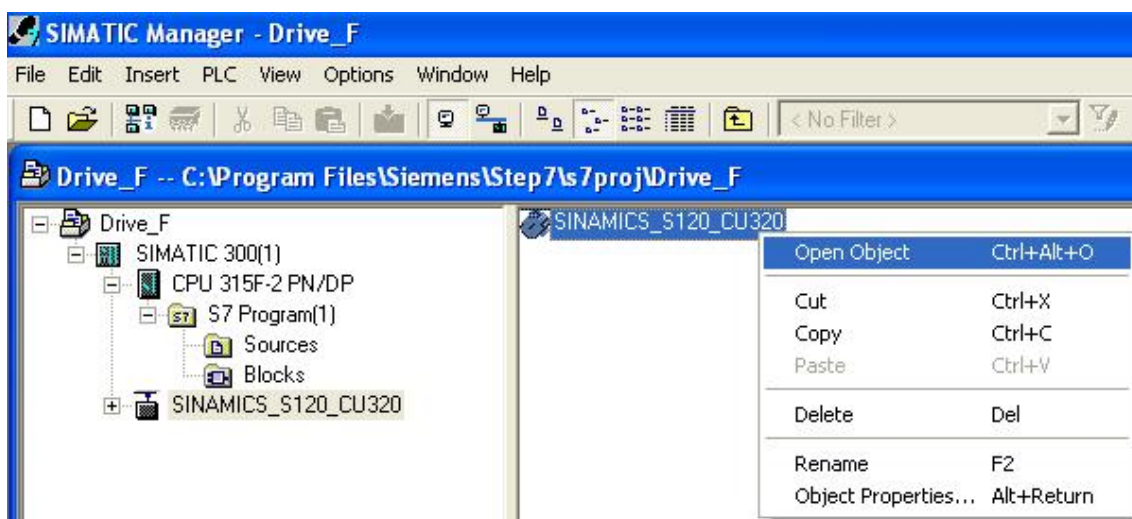 SIMATIC Manager - Drive_F
File Edit Insert PLC View Options Window Help
< No Filter >
Drive_F -- C:\Program Files\Siemens\Step7\s7proj\Drive_F
Drive_F
SIMATIC 300(1)
CPU 315F-2 PN/DP
S7 Program(1)
Sources
Blocks
SINAMICS_S120_CU320
SINAMICS_S120_CU320
Open Object Ctrl+Alt+O
Cut Ctrl+X
Copy Ctrl+C
Paste Ctrl+V
Delete Del
Rename F2
Object Properties... Alt+Return